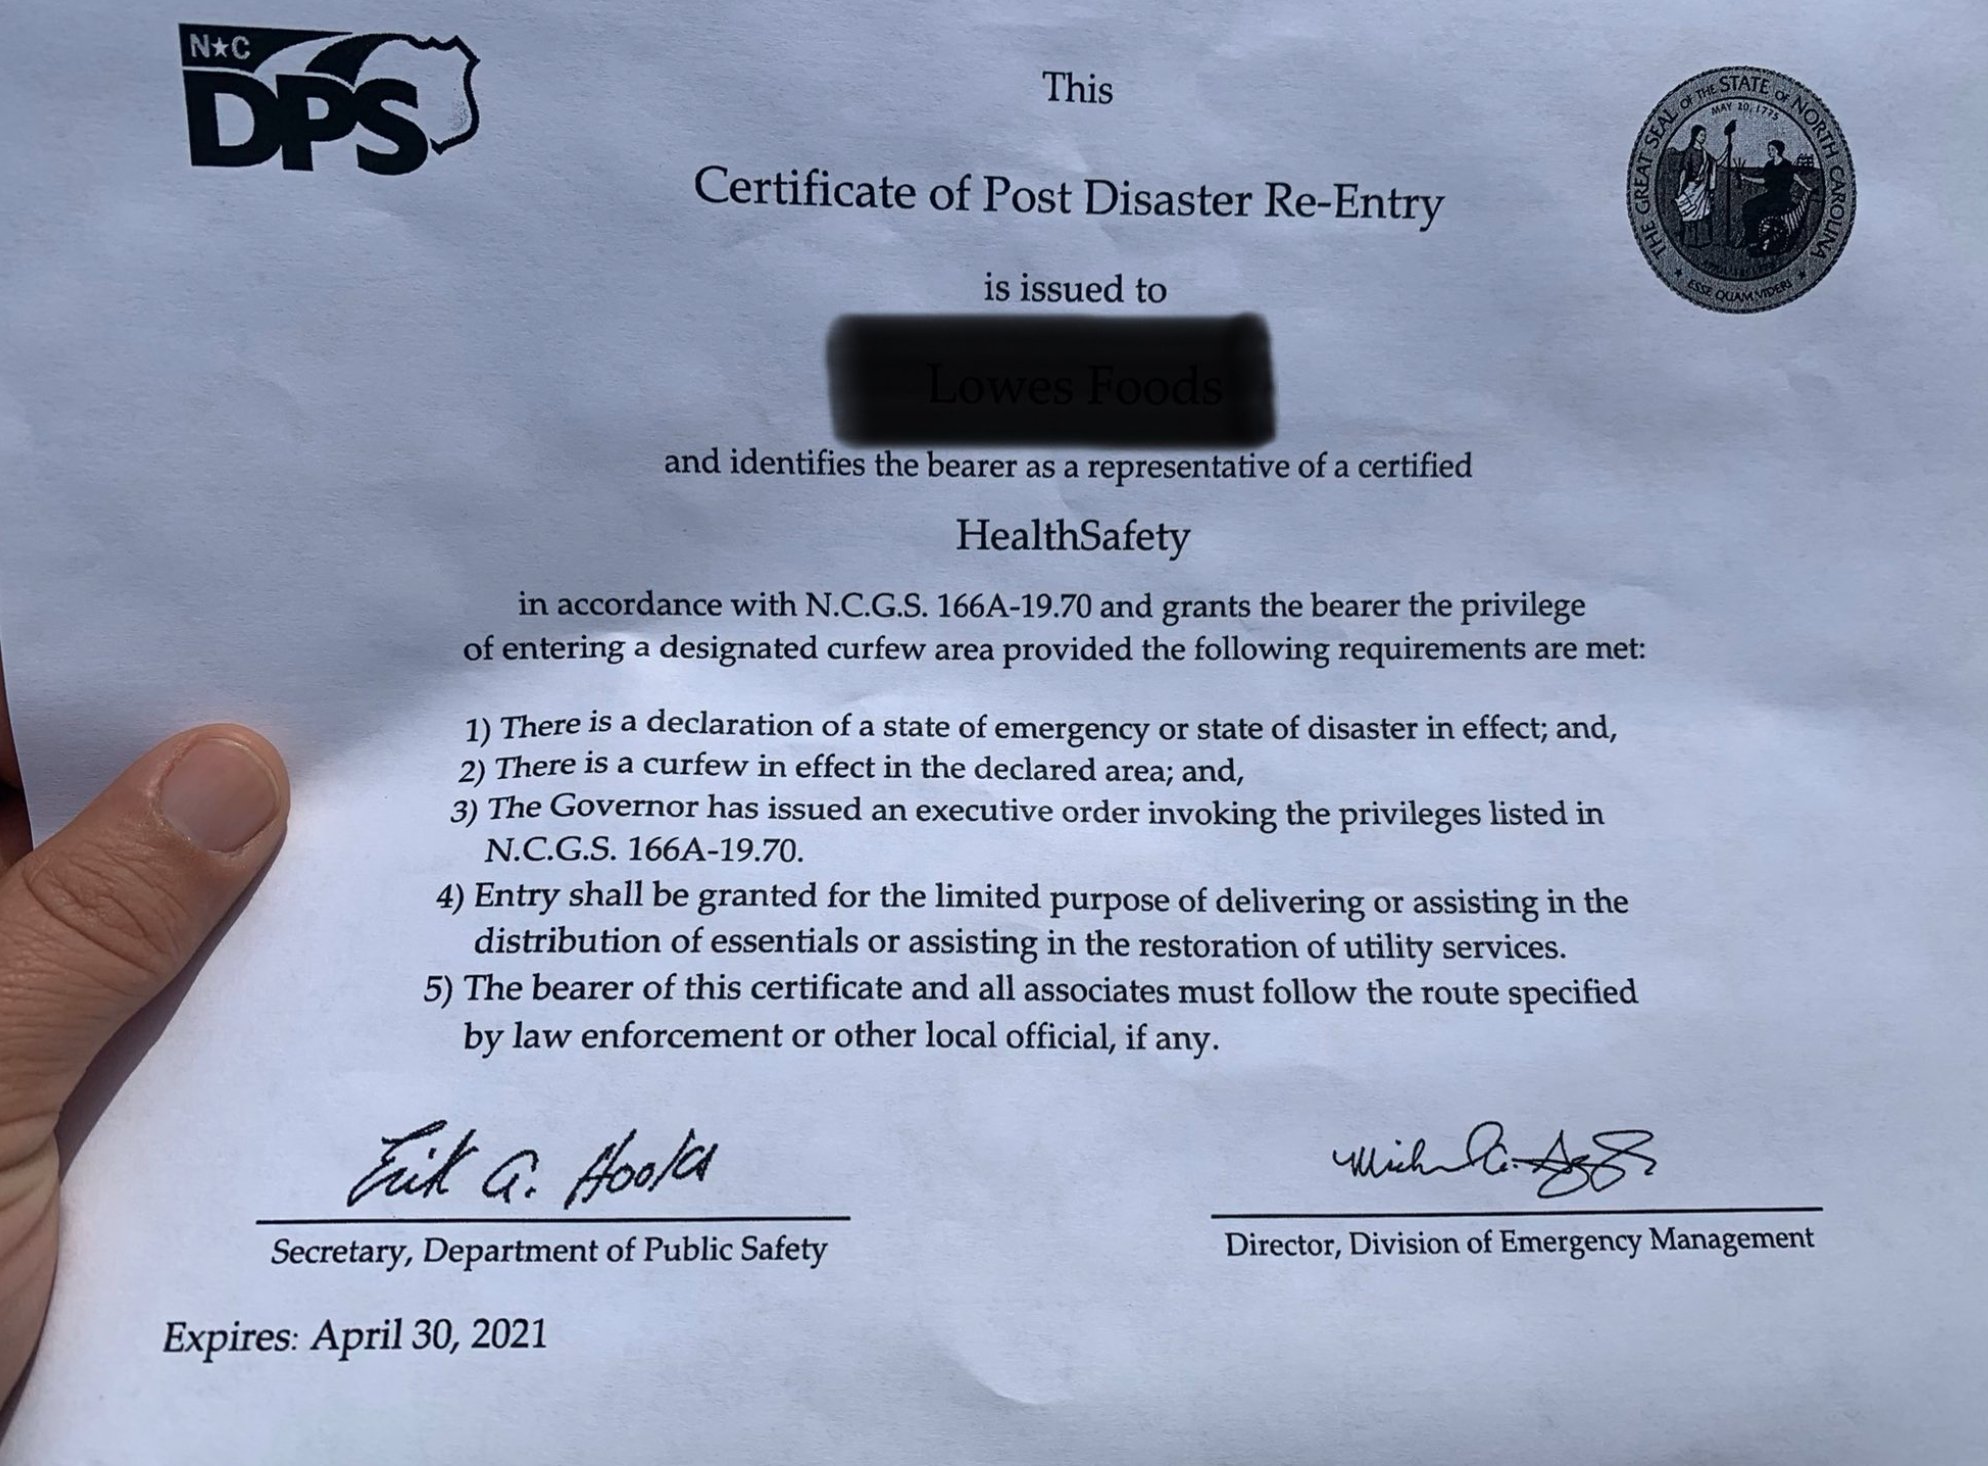 N★C
DPS
THE GREAT SEAL OF THE STATE OF NORTH CAROLINA
MAY 20, 1775
ESSE QUAM VIDERI
This
Certificate of Post Disaster Re-Entry
is issued to
Lowes Foods
and identifies the bearer as a representative of a certified
HealthSafety
in accordance with N.C.G.S. 166A-19.70 and grants the bearer the privilege
of entering a designated curfew area provided the following requirements are met:
1) There is a declaration of a state of emergency or state of disaster in effect; and,
2) There is a curfew in effect in the declared area; and,
3) The Governor has issued an executive order invoking the privileges listed in
N.C.G.S. 166A-19.70.
4) Entry shall be granted for the limited purpose of delivering or assisting in the
distribution of essentials or assisting in the restoration of utility services.
5) The bearer of this certificate and all associates must follow the route specified
by law enforcement or other local official, if any.
Erik A. Hooks
Secretary, Department of Public Safety
Director, Division of Emergency Management
Expires: April 30, 2021